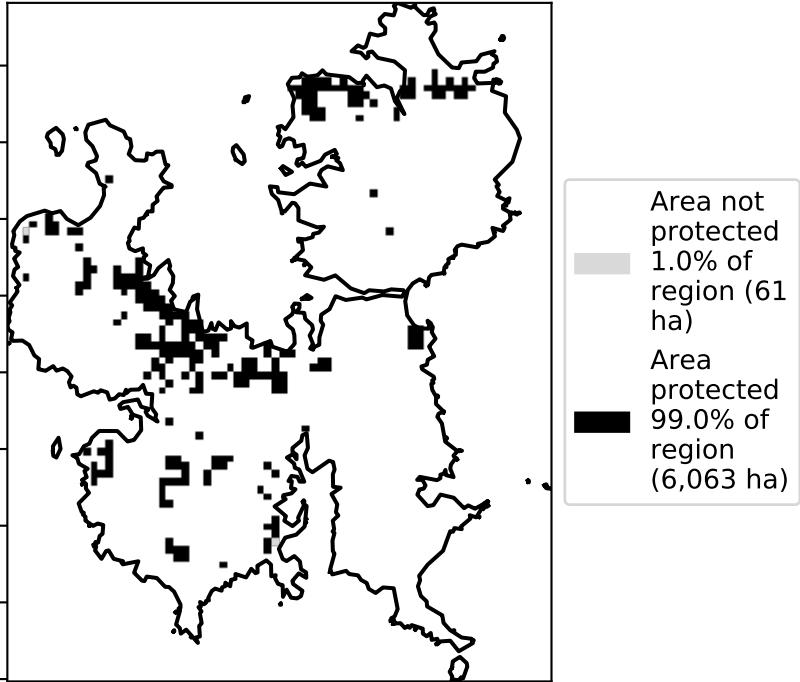 Area not
protected
1.0% of
region (61
ha)
Area
protected
99.0% of
region
(6,063 ha)